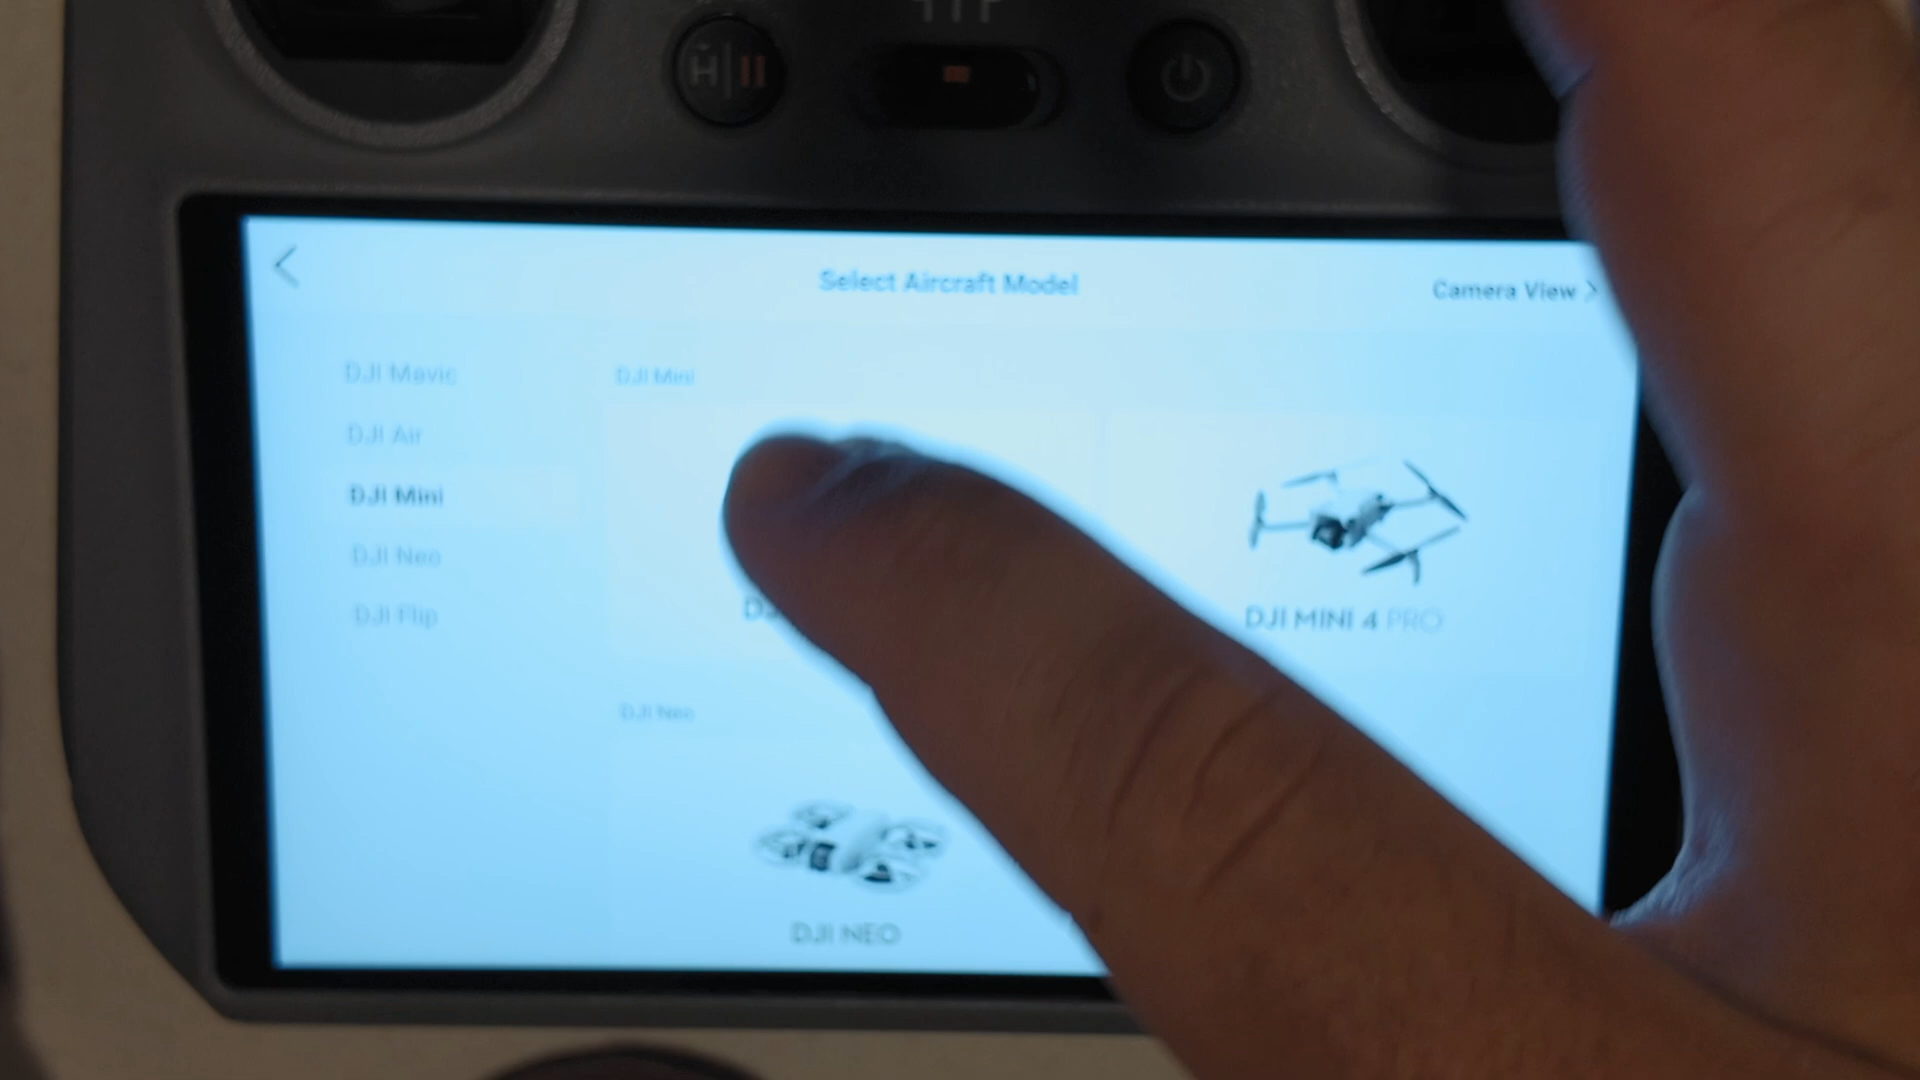 H
Select Aircraft Model
Camera View
DJI Mavic
DJI Air
DJI Mini
DJI Neo
DJI Flip
DJI Mini
DJI MINI 4 PRO
DJI Neo
DJI NEO